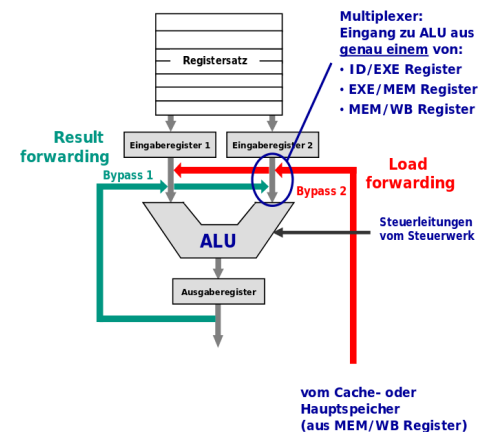 Multiplexer:
Eingang zu ALU aus
genau einem von:
• ID/EXE Register
• EXE/MEM Register
• MEM/WB Register
Registersatz
Result
forwarding
Eingaberegister 1
Eingaberegister 2
Load
forwarding
Bypass 1
Bypass 2
ALU
Steuerleitungen
vom Steuerwerk
Ausgaberegister
vom Cache- oder
Hauptspeicher
(aus MEM/WB Register)